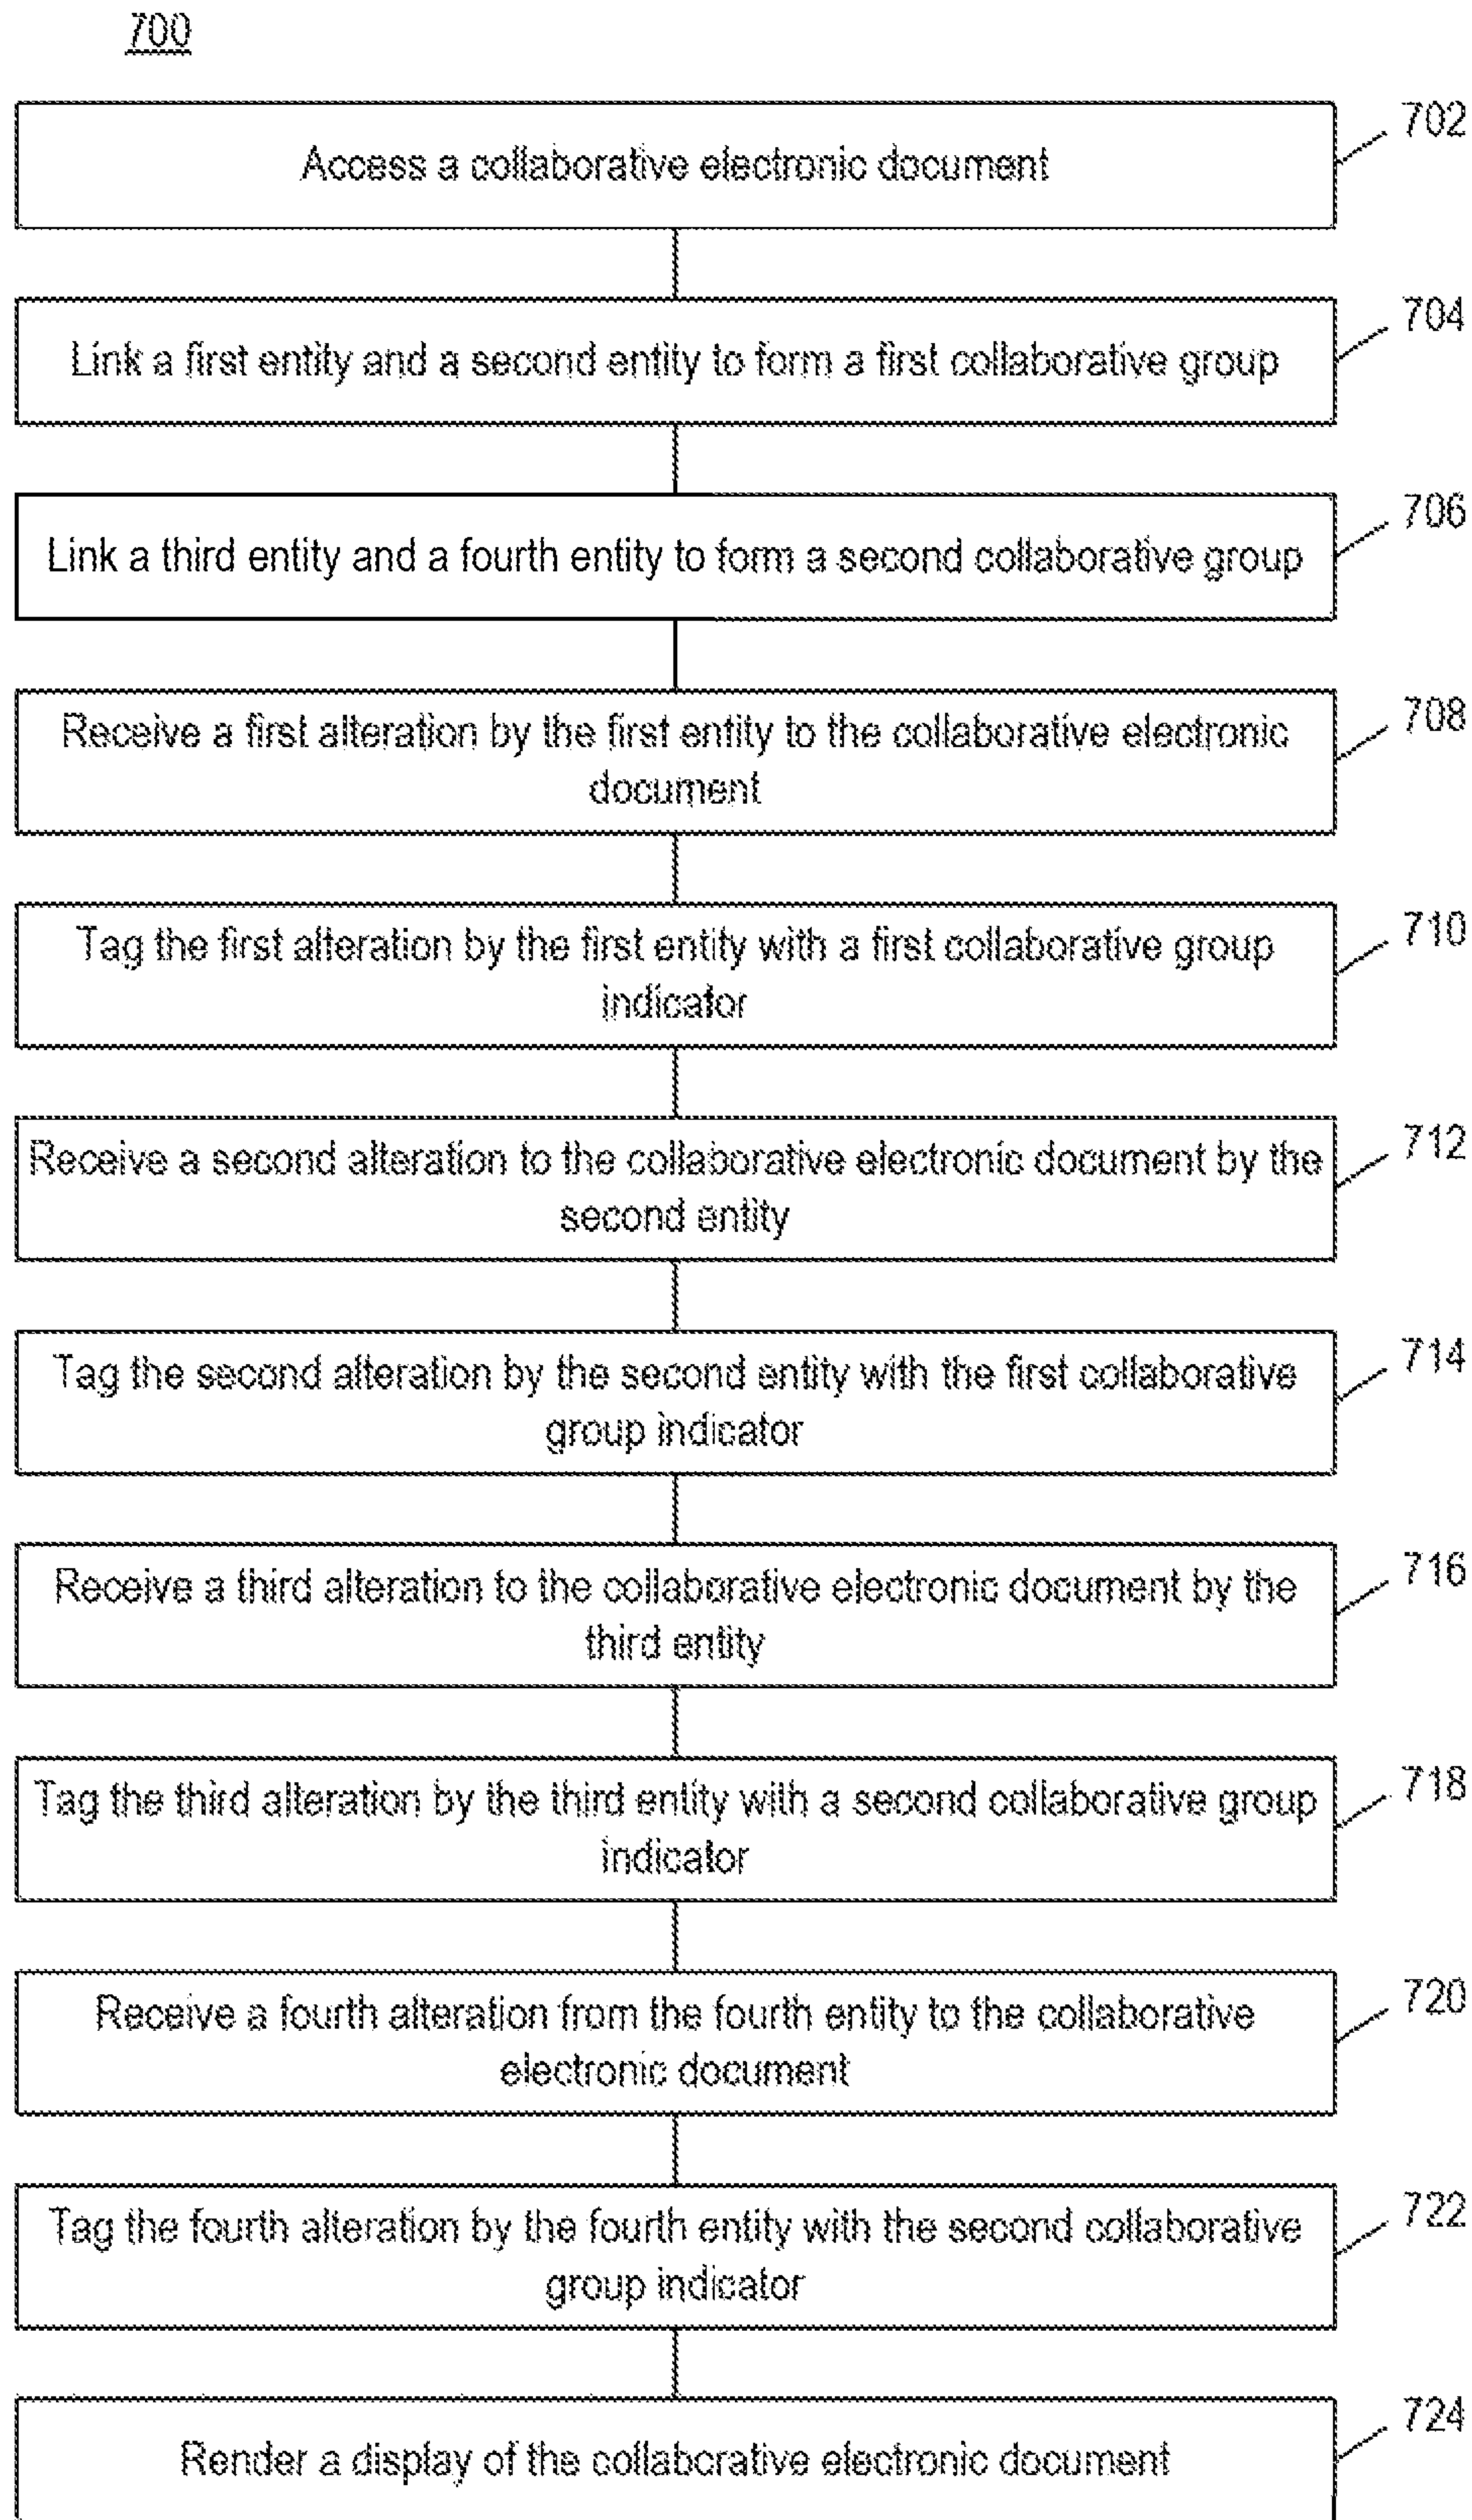 700
Access a collaborative electronic document
702
Link a first entity and a second entity to form a first collaborative group
704
Link a third entity and a fourth entity to form a second collaborative group
706
Receive a first alteration by the first entity to the collaborative electronic
document
708
Tag the first alteration by the first entity with a first collaborative group
indicator
710
Receive a second alteration to the collaborative electronic document by the
second entity
712
Tag the second alteration by the second entity with the first collaborative
group indicator
714
Receive a third alteration to the collaborative electronic document by the
third entity
716
Tag the third alteration by the third entity with a second collaborative group
indicator
718
Receive a fourth alteration from the fourth entity to the collaborative
electronic document
720
Tag the fourth alteration by the fourth entity with the second collaborative
group indicator
722
Render a display of the collaborative electronic document
724